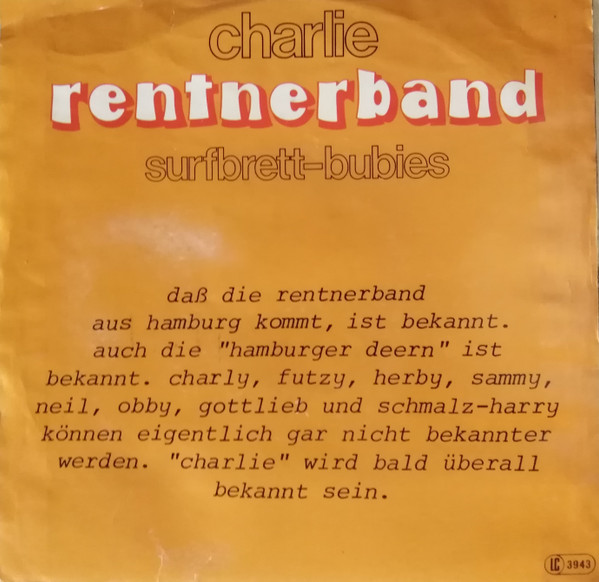 charlie
rentnerband
surfbrett-bubies
daß die rentnerband
aus hamburg kommt, ist bekannt.
auch die "hamburger deern" ist
bekannt. charly, futzy, herby, sammy,
neil, obby, gottlieb und schmalz-harry
können eigentlich gar nicht bekannter
werden. "charlie" wird bald überall
bekannt sein.
LC 3943